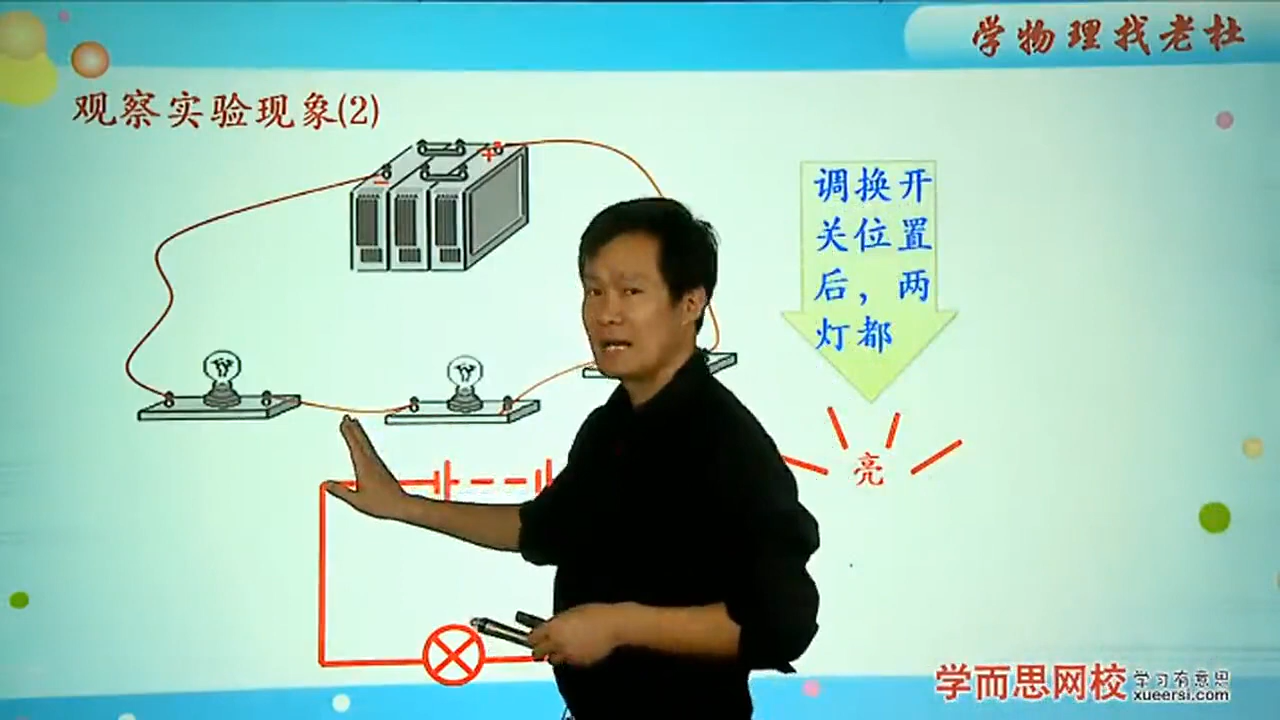 学物理找老杜
观察实验现象(2)
调换开
关位置
后，两
灯都
亮
学而思网校
学习有意思
xueersi.com